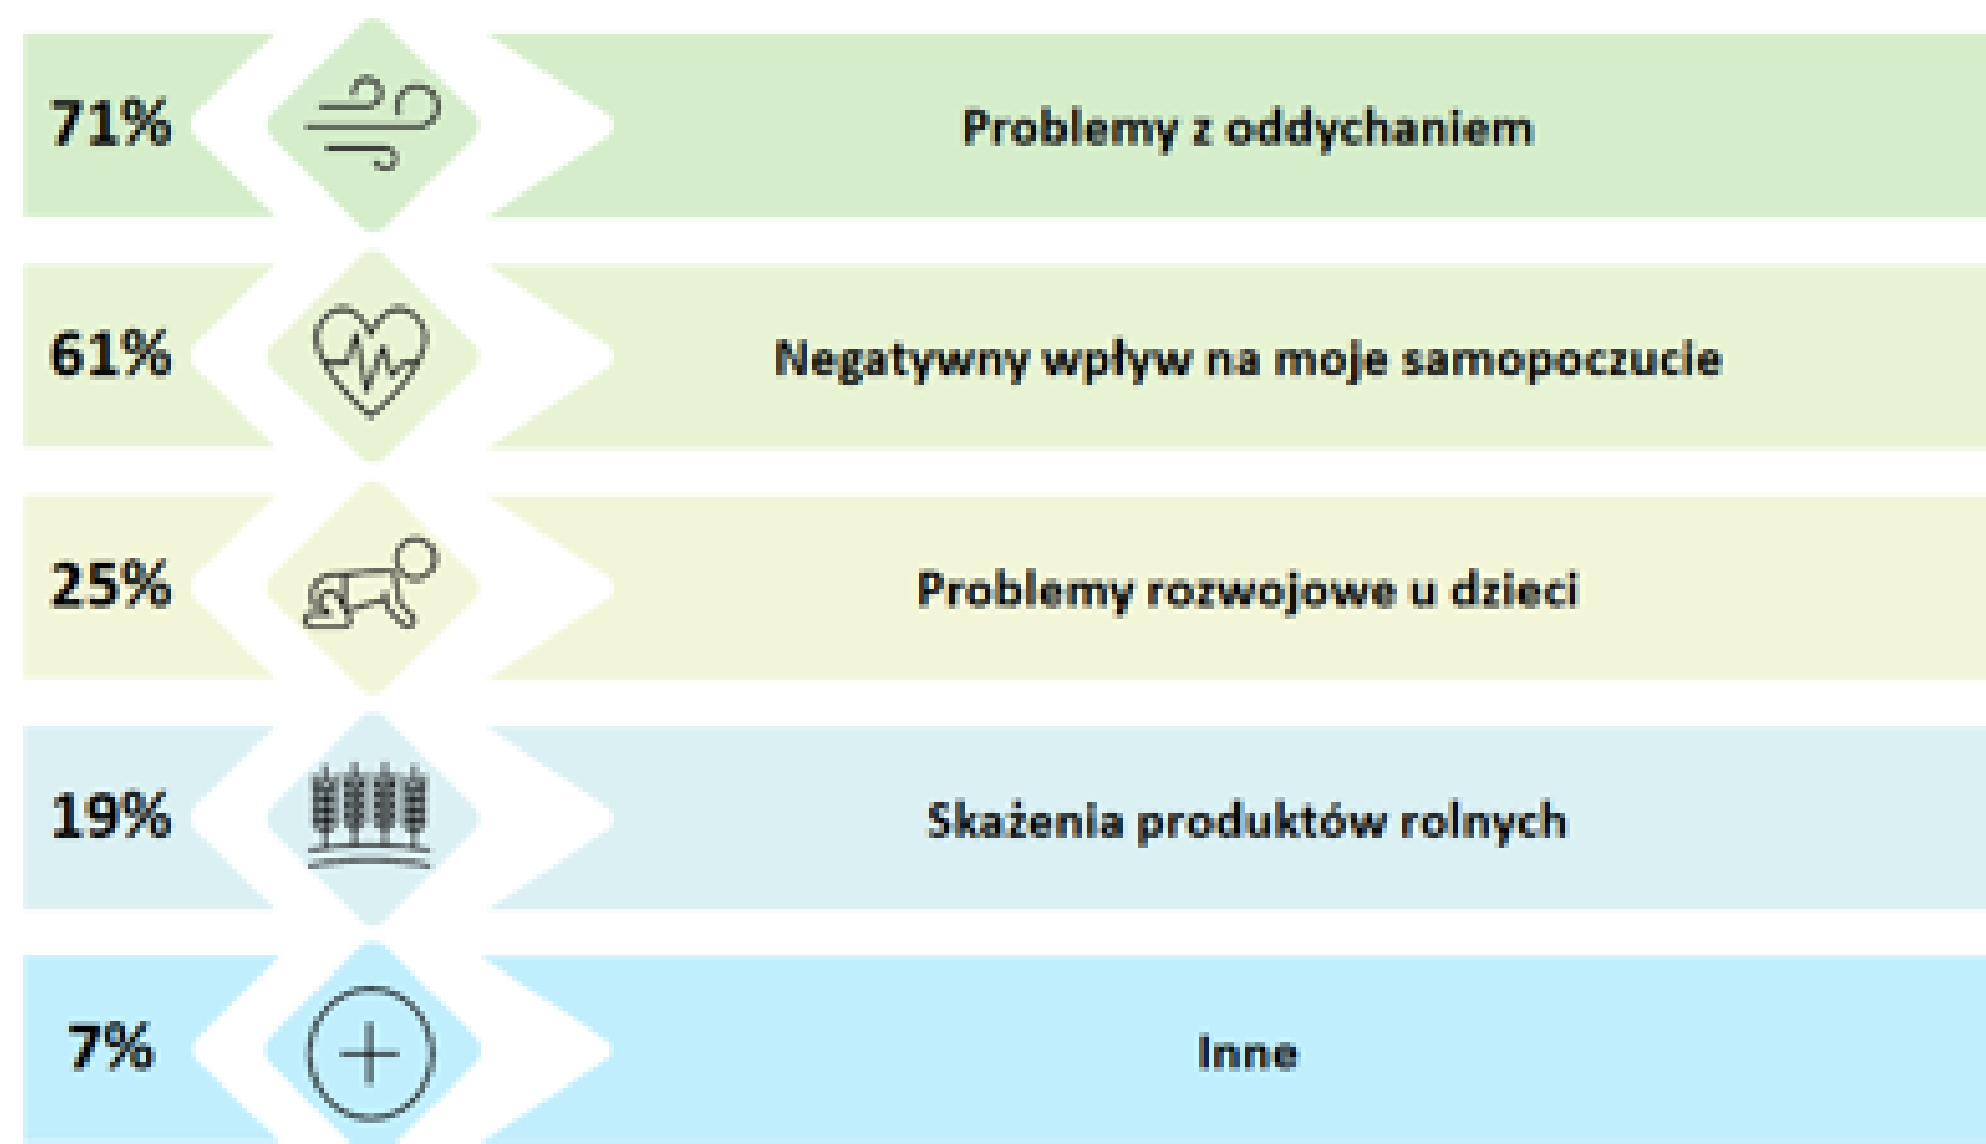 71% Problemy z oddychaniem
61% Negatywny wpływ na moje samopoczucie
25% Problemy rozwojowe u dzieci
19% Skażenia produktów rolnych
7% Inne